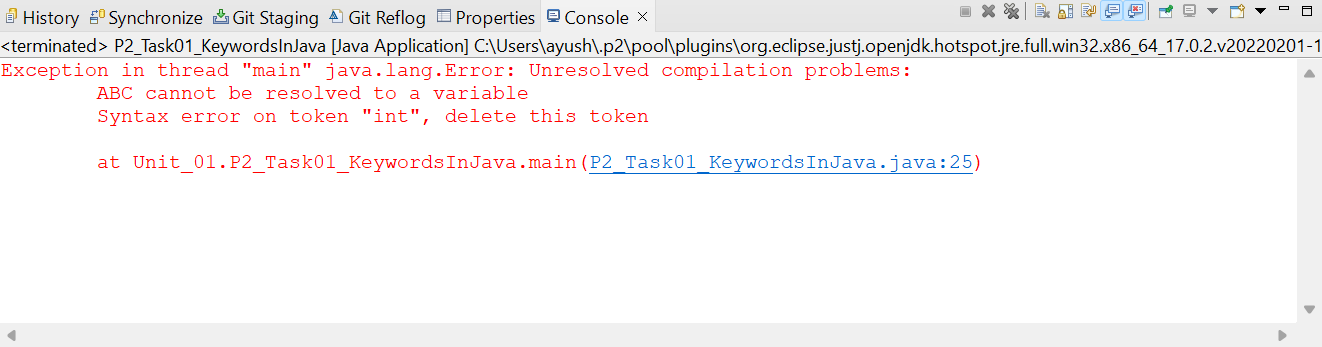 History Synchronize Git Staging Git Reflog Properties Console
<terminated> P2_Task01_KeywordsInJava [Java Application] C:\Users\ayush\.p2\pool\plugins\org.eclipse.justj.openjdk.hotspot.jre.full.win32.x86_64_17.0.2.v20220201-1
Exception in thread "main" java.lang.Error: Unresolved compilation problems:
ABC cannot be resolved to a variable
Syntax error on token "int", delete this token
at Unit_01.P2_Task01_KeywordsInJava.main(P2_Task01_KeywordsInJava.java:25)